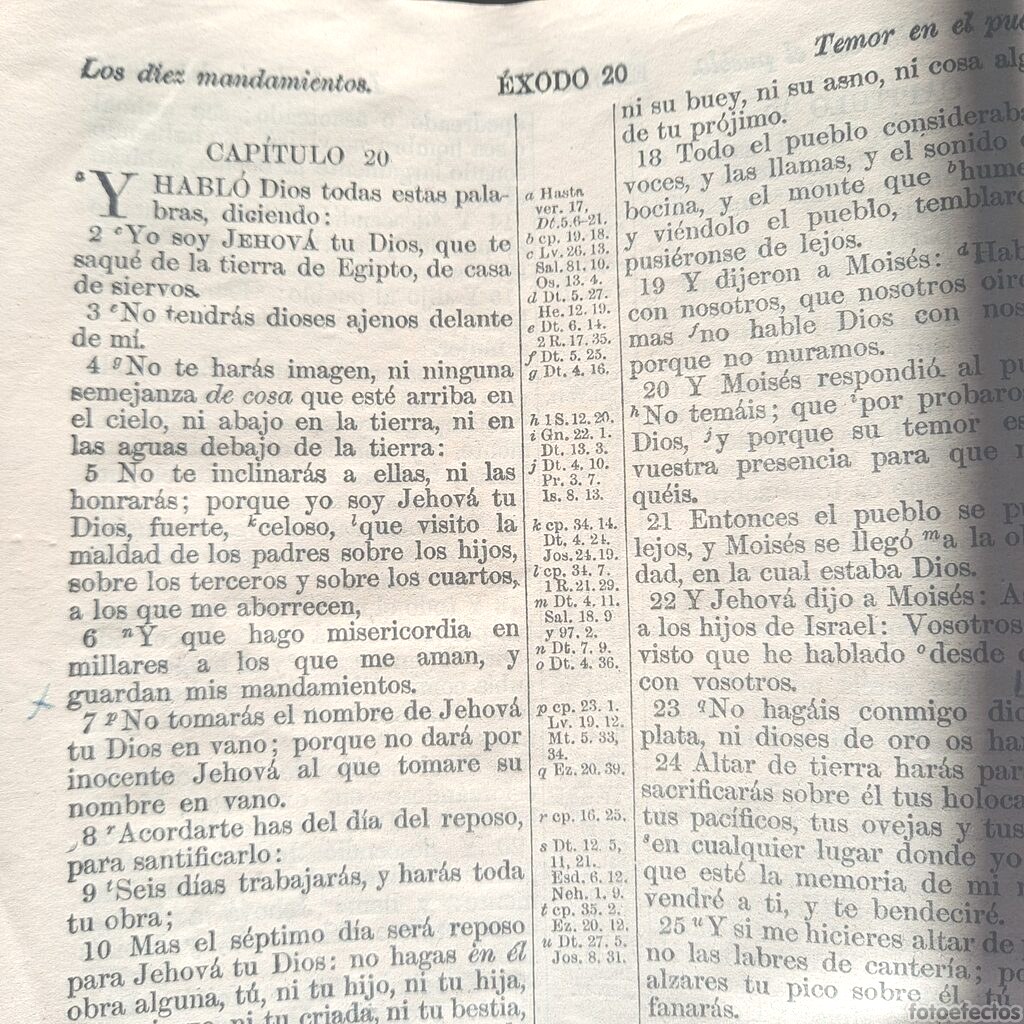 Los diez mandamientos.
ÉXODO 20
Temor en el
CAPÍTULO 20
a Y HABLÓ Dios todas estas pala-
bras, diciendo:
2 c Yo soy JEHOVÁ tu Dios, que te
saqué de la tierra de Egipto, de casa
de siervos.
3 e No tendrás dioses ajenos delante
de mí.
4 g No te harás imagen, ni ninguna
semejanza de cosa que esté arriba en
el cielo, ni abajo en la tierra, ni en
las aguas debajo de la tierra:
5 No te inclinarás a ellas, ni las
honrarás; porque yo soy Jehová tu
Dios, fuerte, k celoso, l que visito la
maldad de los padres sobre los hijos,
sobre los terceros y sobre los cuartos,
a los que me aborrecen,
6 n Y que hago misericordia en
millares a los que me aman, y
guardan mis mandamientos.
7 p No tomarás el nombre de Jehová
tu Dios en vano; porque no dará por
inocente Jehová al que tomare su
nombre en vano.
8 r Acordarte has del día del reposo,
para santificarlo:
9 t Seis días trabajarás, y harás toda
tu obra;
10 Mas el séptimo día será reposo
para Jehová tu Dios: no hagas en él
obra alguna, tú, ni tu hijo, ni tu hija,
ni tu criada, ni tu bestia,
a Hasta
ver. 17,
Dt.5.6-21.
b cp. 19. 18.
c Lv. 26. 13.
Sal. 81. 10.
Os. 13. 4.
d Dt. 5. 27.
He. 12. 19.
e Dt. 6. 14.
2 R. 17. 35.
f Dt. 5. 25.
g Dt. 4. 16.
h 1 S. 12. 20.
i Gn. 22. 1.
Dt. 13. 3.
j Dt. 4. 10.
Pr. 3. 7.
Is. 8. 13.
k cp. 34. 14.
Dt. 4. 24.
Jos. 24. 19.
l cp. 34. 7.
1 R. 21. 29.
m Dt. 4. 11.
Sal. 18. 9
y 97. 2.
n Dt. 7. 9.
o Dt. 4. 36.
p cp. 23. 1.
Lv. 19. 12.
Mt. 5. 33,
34.
q Ez. 20. 39.
r cp. 16. 25.
s Dt. 12. 5,
11, 21.
Esd. 6. 12.
Neh. 1. 9.
t cp. 35. 2.
Ez. 20. 12.
u Dt. 27. 5.
Jos. 8. 31.
ni su buey, ni su asno, ni cosa
de tu prójimo.
18 Todo el pueblo
voces, y las llamas, y el sonido
bocina, y el monte que b
y viéndolo el pueblo,
pusiéronse de lejos.
19 Y dijeron a Moisés: d
con nosotros, que nosotros
mas f no hable Dios con
porque no muramos.
20 Y Moisés respondió al
h No temáis; que i por
Dios, j y porque su temor
vuestra presencia para que
quéis.
21 Entonces el pueblo se
lejos, y Moisés se llegó m a la
dad, en la cual estaba Dios.
22 Y Jehová dijo a Moisés:
a los hijos de Israel: Vosotros
visto que he hablado o desde
con vosotros.
23 q No hagáis conmigo
plata, ni dioses de oro os
24 Altar de tierra harás
sacrificarás sobre él tus
tus pacíficos, tus ovejas y tus
s en cualquier lugar donde yo
que esté la memoria de mi
vendré a ti, y te bendeciré.
25 u Y si me hicieres altar de
no las labres de cantería;
alzares tu pico sobre él, tú
fanarás.
fotoefectos